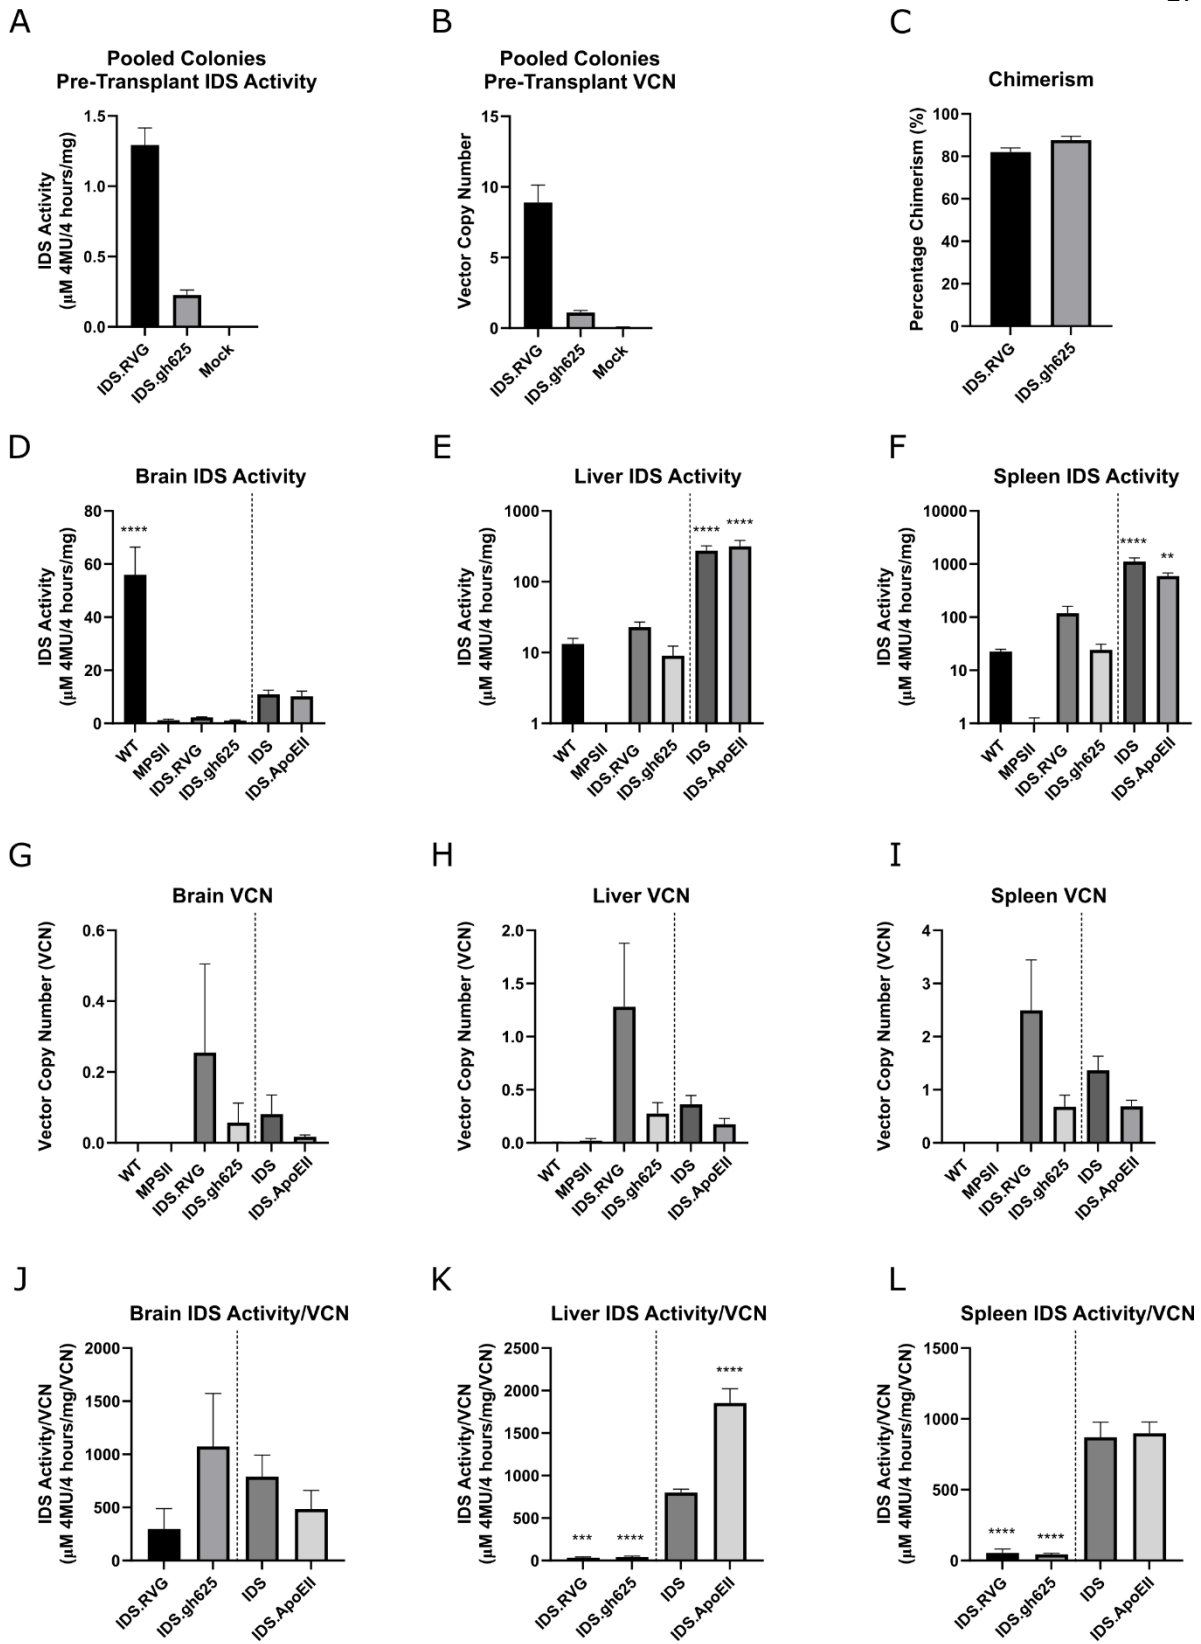 A
Pooled Colonies
Pre-Transplant IDS Activity
IDS Activity
(µM 4MU/4 hours/mg)
1.5
1.0
0.5
0.0
IDS.RVG
IDS.gh625
Mock
B
Pooled Colonies
Pre-Transplant VCN
Vector Copy Number
15
10
5
0
IDS.RVG
IDS.gh625
Mock
C
Chimerism
Percentage Chimerism (%)
100
80
60
40
20
0
IDS.RVG
IDS.gh625
D
Brain IDS Activity
IDS Activity
(µM 4MU/4 hours/mg)
80
60
40
20
0
****
WT
MPSII
IDS.RVG
IDS.gh625
IDS
IDS.ApoEII
E
Liver IDS Activity
IDS Activity
(µM 4MU/4 hours/mg)
1000
100
10
1
****
****
WT
MPSII
IDS.RVG
IDS.gh625
IDS
IDS.ApoEII
F
Spleen IDS Activity
IDS Activity
(µM 4MU/4 hours/mg)
10000
1000
100
10
1
****
**
WT
MPSII
IDS.RVG
IDS.gh625
IDS
IDS.ApoEII
G
Brain VCN
Vector Copy Number (VCN)
0.6
0.4
0.2
0.0
WT
MPSII
IDS.RVG
IDS.gh625
IDS
IDS.ApoEII
H
Liver VCN
Vector Copy Number (VCN)
2.0
1.5
1.0
0.5
0.0
WT
MPSII
IDS.RVG
IDS.gh625
IDS
IDS.ApoEII
I
Spleen VCN
Vector Copy Number (VCN)
4
3
2
1
0
WT
MPSII
IDS.RVG
IDS.gh625
IDS
IDS.ApoEII
J
Brain IDS Activity/VCN
IDS Activity/VCN
(µM 4MU/4 hours/mg/VCN)
2000
1500
1000
500
0
IDS.RVG
IDS.gh625
IDS
IDS.ApoEII
K
Liver IDS Activity/VCN
IDS Activity/VCN
(µM 4MU/4 hours/mg/VCN)
2500
2000
1500
1000
500
0
***
****
****
IDS.RVG
IDS.gh625
IDS
IDS.ApoEII
L
Spleen IDS Activity/VCN
IDS Activity/VCN
(µM 4MU/4 hours/mg/VCN)
1500
1000
500
0
****
****
IDS.RVG
IDS.gh625
IDS
IDS.ApoEII